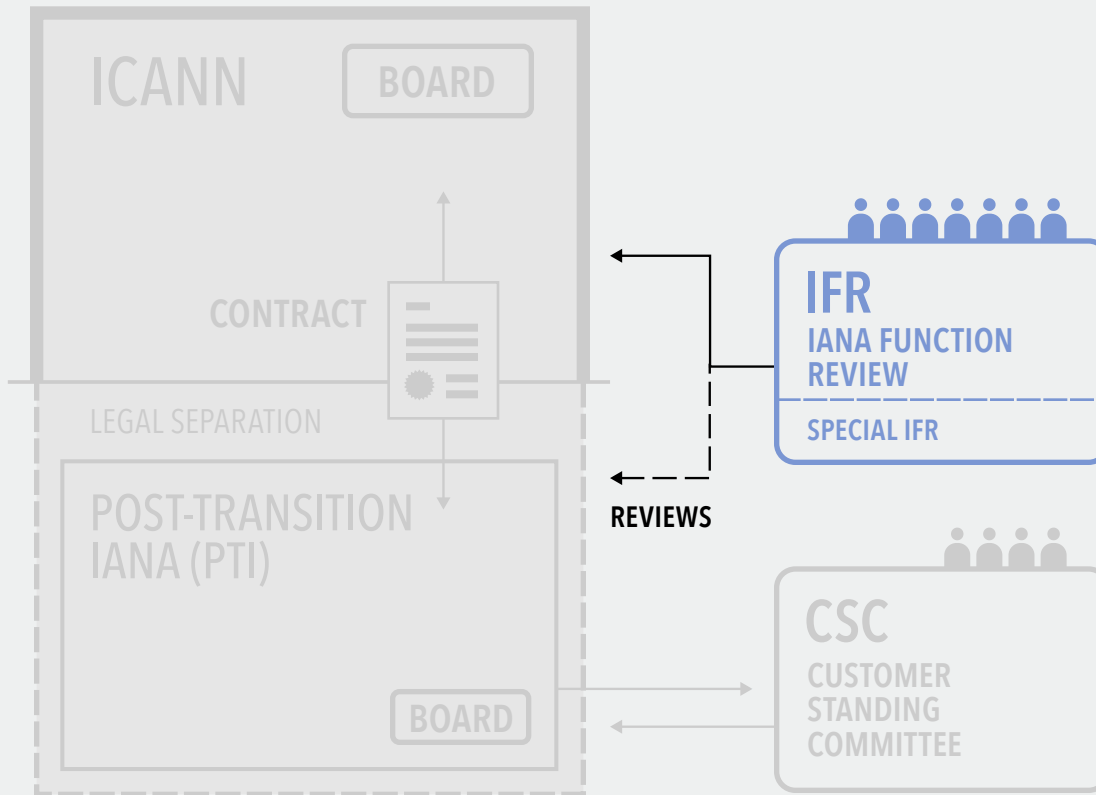 ICANN
BOARD
CONTRACT
LEGAL SEPARATION
POST-TRANSITION
IANA (PTI)
BOARD
REVIEWS
IFR
IANA FUNCTION
REVIEW
SPECIAL IFR
CSC
CUSTOMER
STANDING
COMMITTEE